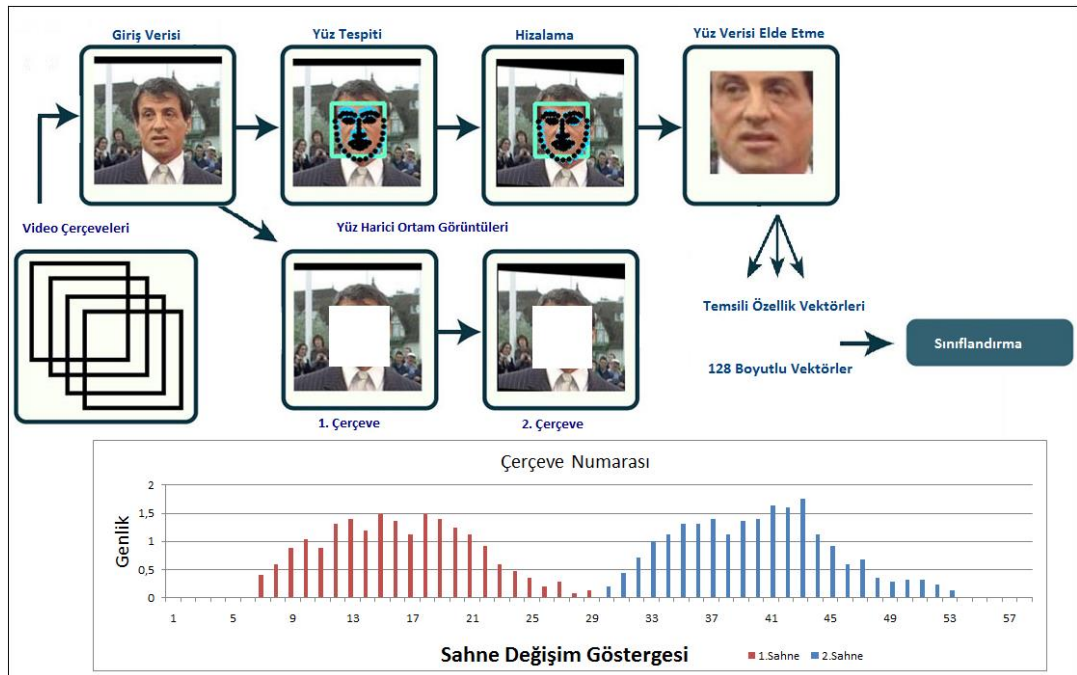 Giriş Verisi
Yüz Tespiti
Hizalama
Yüz Verisi Elde Etme
Video Çerçeveleri
Yüz Harici Ortam Görüntüleri
Temsili Özellik Vektörleri
128 Boyutlu Vektörler
Sınıflandırma
1. Çerçeve
2. Çerçeve
Çerçeve Numarası
Genlik
2
1,5
1
0,5
0
1 5 9 13 17 21 25 29 33 37 41 45 49 53 57
Sahne Değişim Göstergesi
1.Sahne 2.Sahne